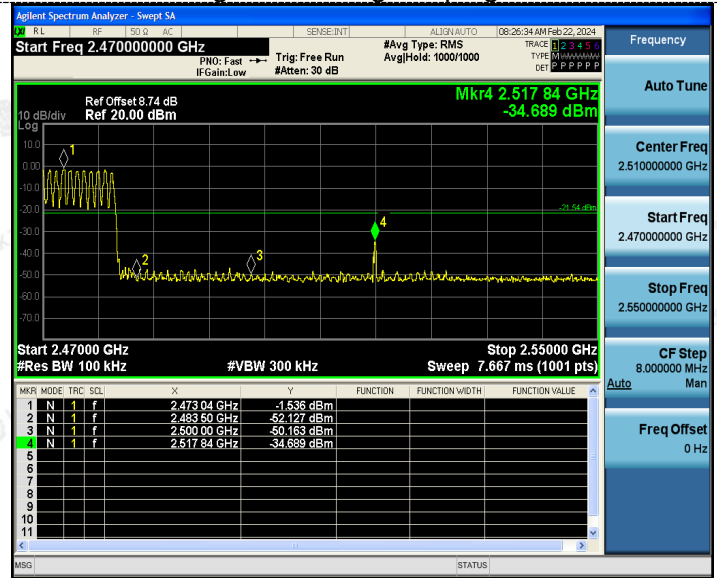 Agilent Spectrum Analyzer - Swept SA
LXI RL RF 50 Ω AC SENSE:INT ALIGN AUTO 08:26:34 AM Feb 22, 2024
Start Freq 2.470000000 GHz #Avg Type: RMS TRACE 1 2 3 4 5 6
PNO: Fast Trig: Free Run Avg|Hold: 1000/1000 TYPE M
IFGain:Low #Atten: 30 dB DET P P P P P P
Mkr4 2.517 84 GHz
-34.689 dBm
Ref Offset 8.74 dB
10 dB/div Ref 20.00 dBm
Log
10.0
0.00
-10.0
-20.0
-21.54 dBm
-30.0
-40.0
-50.0
-60.0
-70.0
1
2
3
4
Start 2.47000 GHz Stop 2.55000 GHz
#Res BW 100 kHz #VBW 300 kHz Sweep 7.667 ms (1001 pts)
MKR MODE TRC SCL X Y FUNCTION FUNCTION WIDTH FUNCTION VALUE
1 N 1 f 2.473 04 GHz -1.536 dBm
2 N 1 f 2.483 50 GHz -52.127 dBm
3 N 1 f 2.500 00 GHz -50.163 dBm
4 N 1 f 2.517 84 GHz -34.689 dBm
5
6
7
8
9
10
11
MSG STATUS
Frequency
Auto Tune
Center Freq
2.510000000 GHz
Start Freq
2.470000000 GHz
Stop Freq
2.550000000 GHz
CF Step
8.000000 MHz
Auto Man
Freq Offset
0 Hz